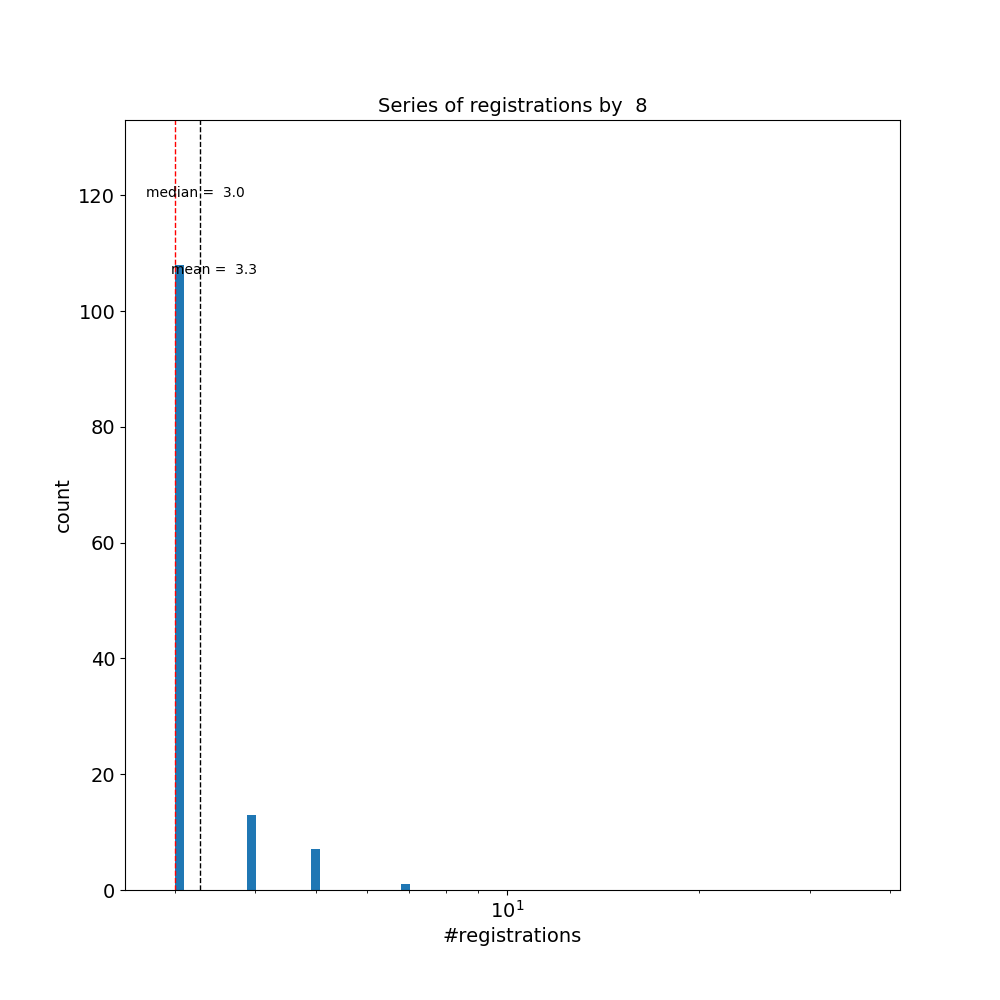 Series of registrations by  8
120
median =  3.0
mean =  3.3
100
80
count
60
40
20
0
10¹
#registrations